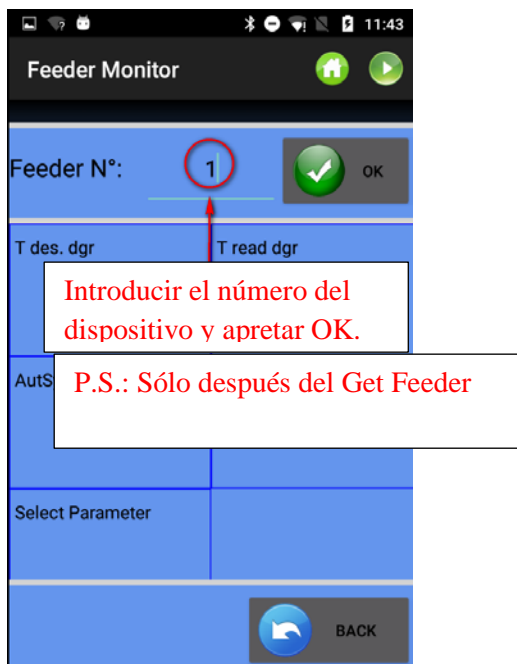 11:43
Feeder Monitor
Feeder N°: 1 OK
T des. dgr T read dgr
Introducir el número del
dispositivo y apretar OK.
AutS
P.S.: Sólo después del Get Feeder
Select Parameter
BACK